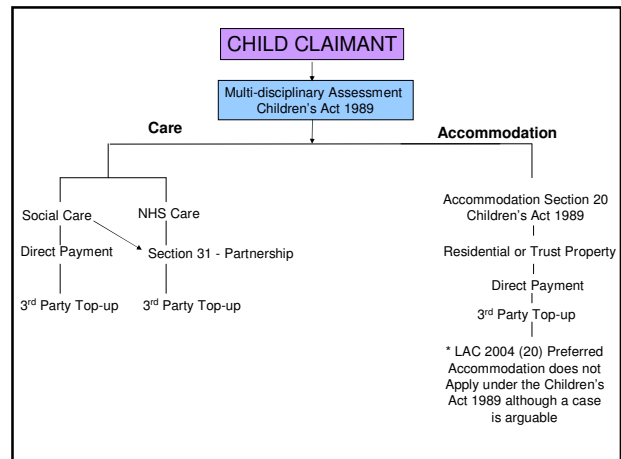 CHILD CLAIMANT
Multi-disciplinary Assessment
Children's Act 1989
Care
Accommodation
Social Care
NHS Care
Direct Payment
Section 31 - Partnership
3rd Party Top-up
3rd Party Top-up
Accommodation Section 20
Children's Act 1989
Residential or Trust Property
Direct Payment
3rd Party Top-up
* LAC 2004 (20) Preferred
Accommodation does not
Apply under the Children's
Act 1989 although a case
is arguable